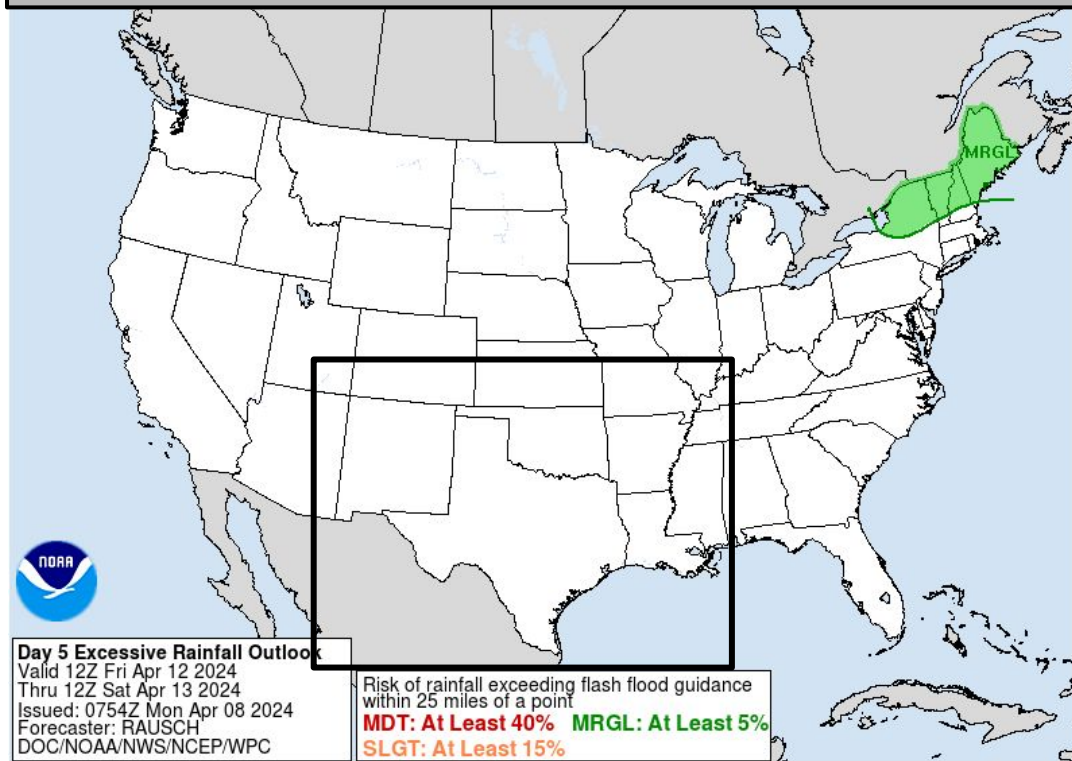 MRGL
NOAA
Day 5 Excessive Rainfall Outlook
Valid 12Z Fri Apr 12 2024
Thru 12Z Sat Apr 13 2024
Issued: 0754Z Mon Apr 08 2024
Forecaster: RAUSCH
DOC/NOAA/NWS/NCEP/WPC
Risk of rainfall exceeding flash flood guidance
within 25 miles of a point
MDT: At Least 40% MRGL: At Least 5%
SLGT: At Least 15%